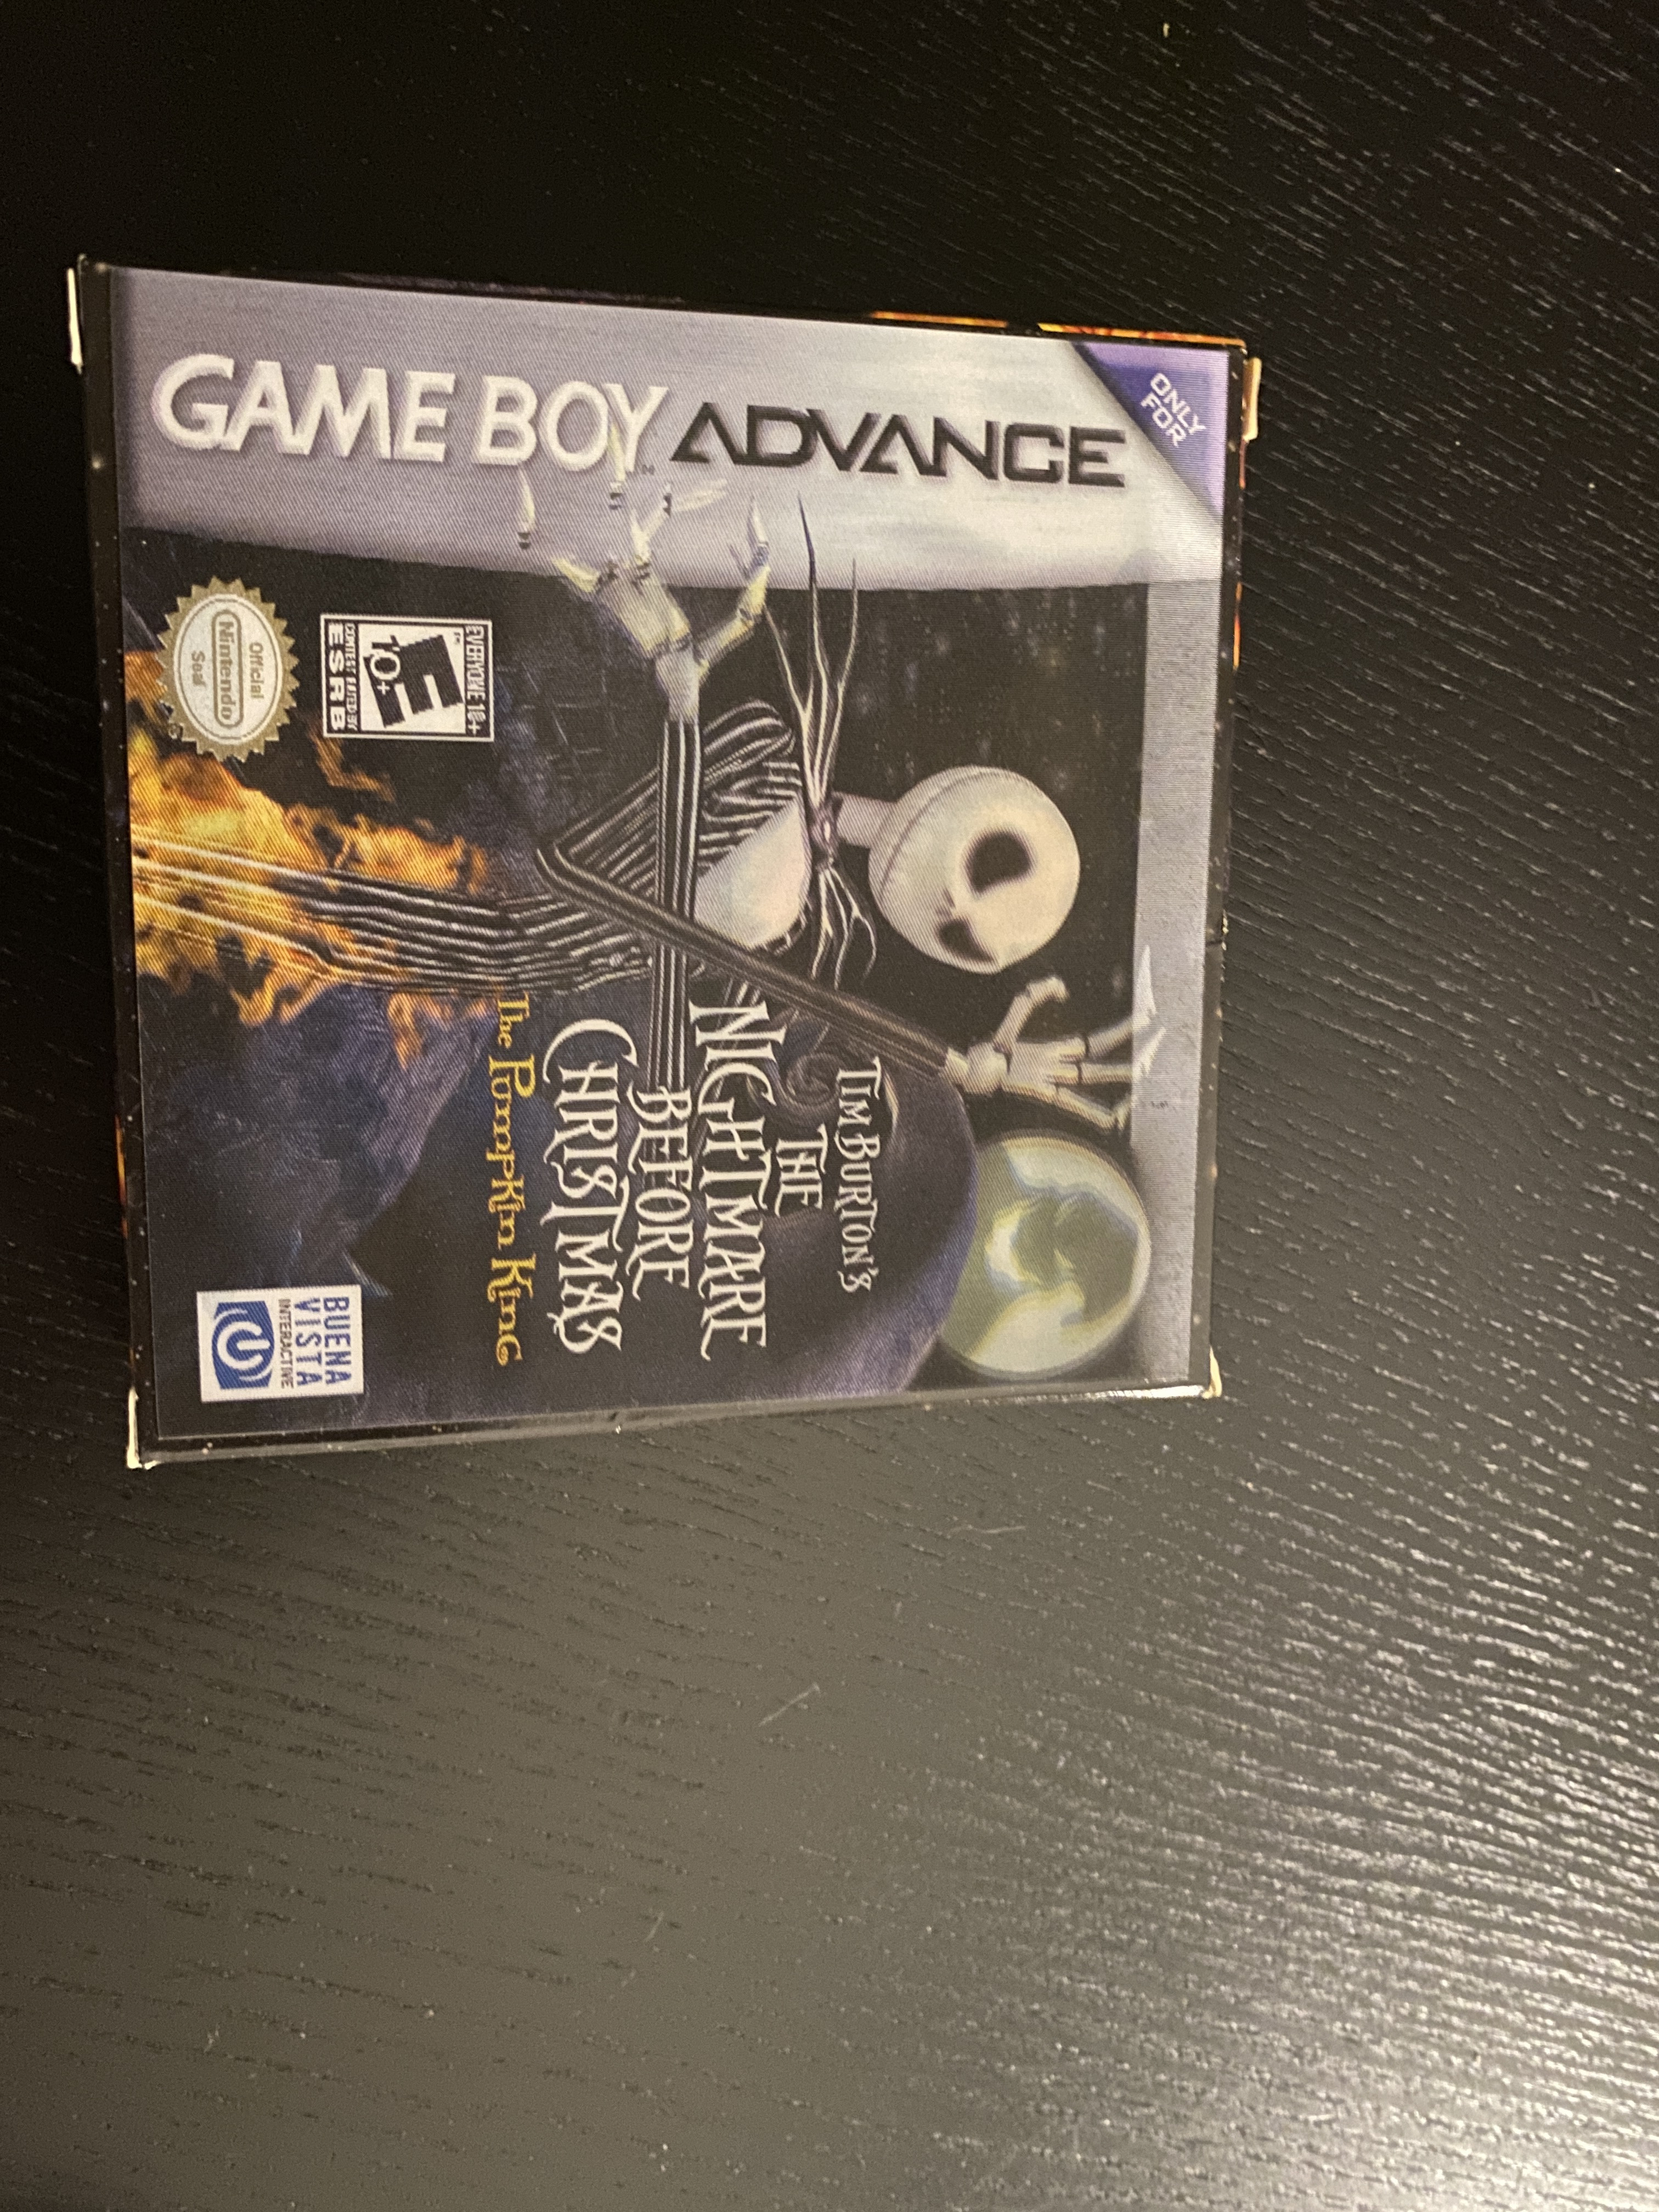 ONLY
FOR
GAME BOY ADVANCE
TM
TIM BURTON'S
THE
NIGHTMARE
BEFORE
CHRISTMAS
The Pumpkin King
EVERYONE 10+
E
10+
CONTENT RATED BY
ESRB
Official
Nintendo
Seal
BUENA
VISTA
INTERACTIVE